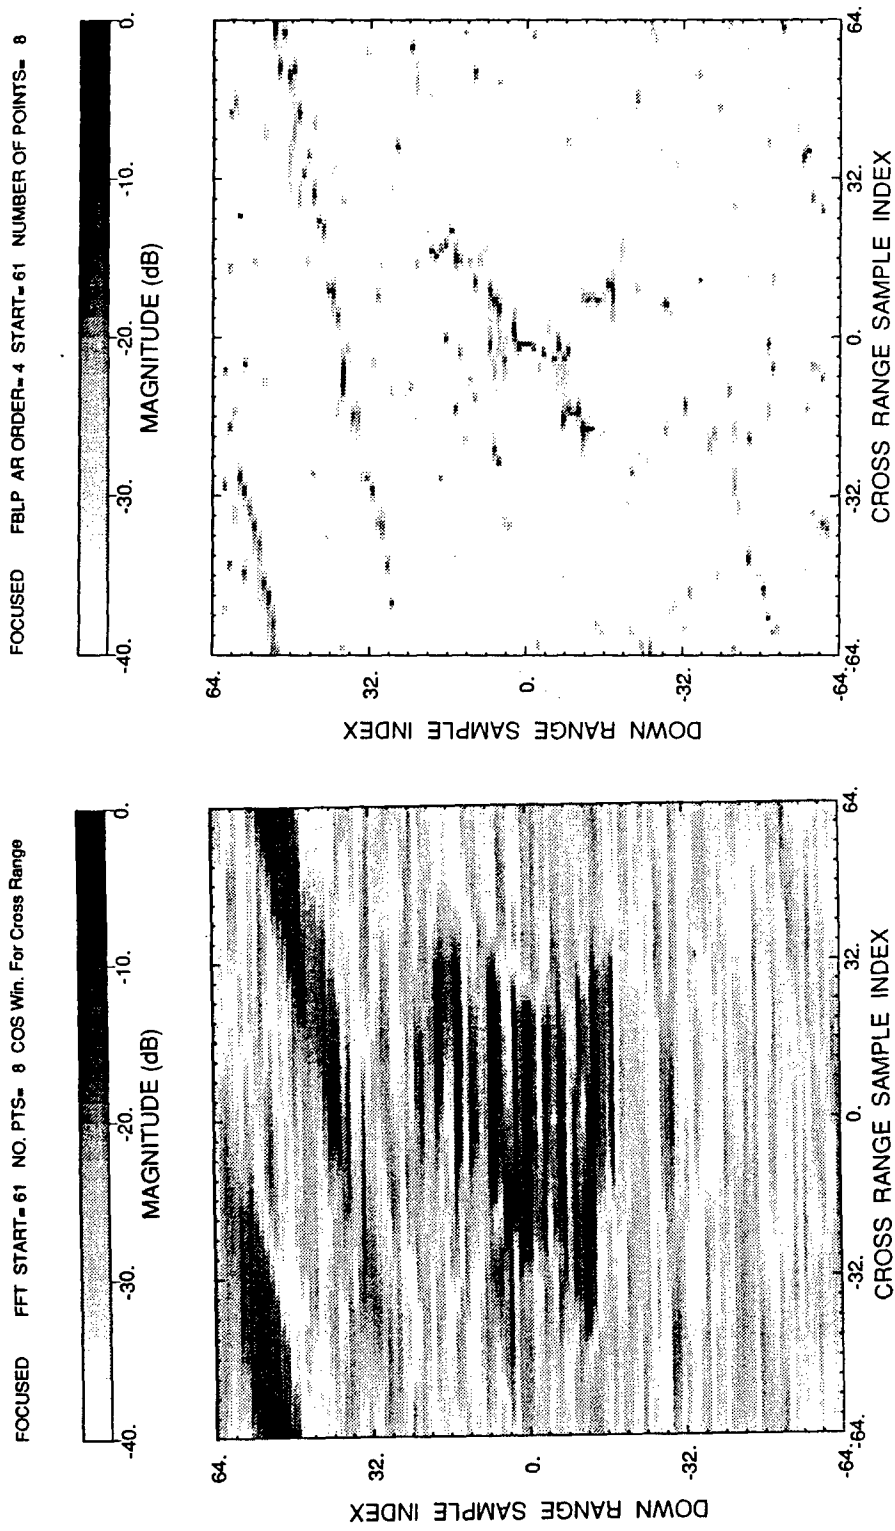 FOCUSED FFT START= 61 NO. PTS= 8 COS Win. For Cross Range
-40. -30. -20. -10. 0.
MAGNITUDE (dB)
64.
32.
0.
-32.
-64.
DOWN RANGE SAMPLE INDEX
-64. -32. 0. 32. 64.
CROSS RANGE SAMPLE INDEX
FOCUSED FBLP AR ORDER= 4 START= 61 NUMBER OF POINTS= 8
-40. -30. -20. -10. 0.
MAGNITUDE (dB)
64.
32.
0.
-32.
-64.
DOWN RANGE SAMPLE INDEX
-64. -32. 0. 32. 64.
CROSS RANGE SAMPLE INDEX